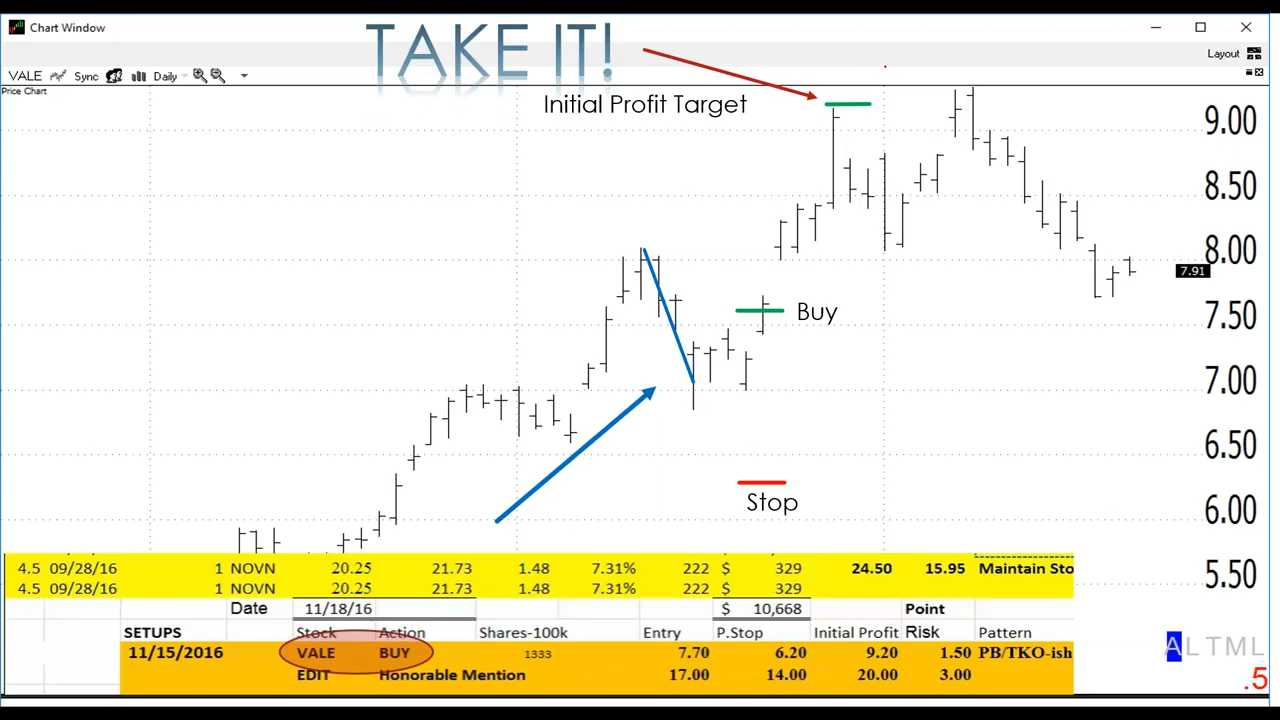 Chart Window
TAKE IT!
Layout
VALE Sync Daily
Price Chart
Initial Profit Target
9.00
8.50
8.00
7.91
7.50
Buy
7.00
6.50
Stop
6.00
5.50
4.5 09/28/16 1 NOVN 20.25 21.73 1.48 7.31% 222 $ 329 24.50 15.95 Maintain Sto
4.5 09/28/16 1 NOVN 20.25 21.73 1.48 7.31% 222 $ 329
Date 11/18/16 $ 10,668 Point
SETUPS Stock Action Shares-100k Entry P.Stop Initial Profit Risk Pattern
11/15/2016 VALE BUY 1333 7.70 6.20 9.20 1.50 PB/TKO-ish
EDIT Honorable Mention 17.00 14.00 20.00 3.00
A L T M L
.5